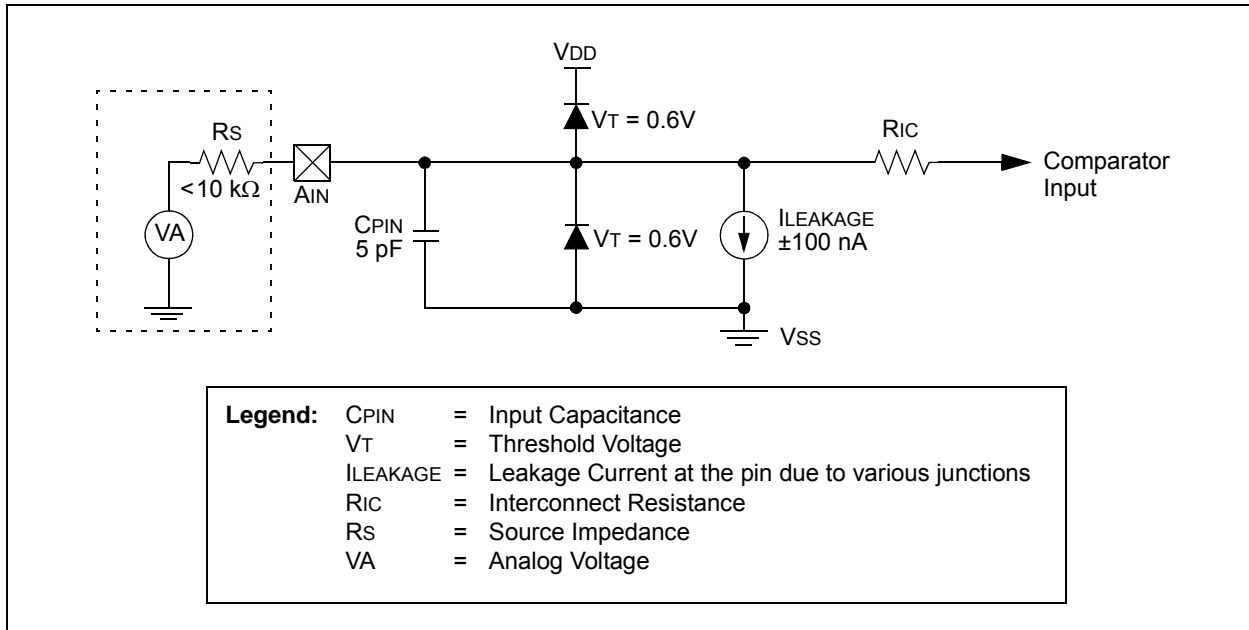 VDD
VT = 0.6V
RS
<10 kΩ
AIN
VA
CPIN
5 pF
VT = 0.6V
ILEAKAGE
±100 nA
RIC
Comparator
Input
VSS
Legend: CPIN = Input Capacitance
VT = Threshold Voltage
ILEAKAGE = Leakage Current at the pin due to various junctions
RIC = Interconnect Resistance
RS = Source Impedance
VA = Analog Voltage